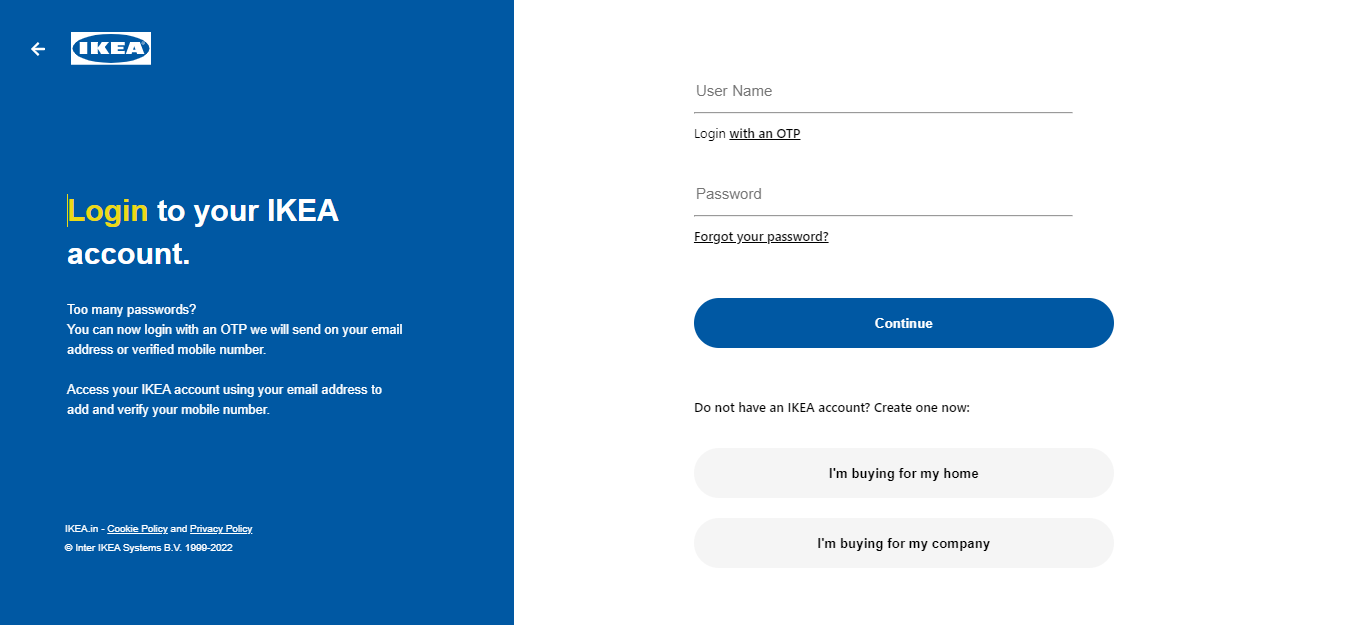 IKEA
Login to your IKEA
account.
Too many passwords?
You can now login with an OTP we will send on your email
address or verified mobile number.
Access your IKEA account using your email address to
add and verify your mobile number.
IKEA.in - Cookie Policy and Privacy Policy
© Inter IKEA Systems B.V. 1999-2022
User Name
Login with an OTP
Password
Forgot your password?
Continue
Do not have an IKEA account? Create one now:
I'm buying for my home
I'm buying for my company